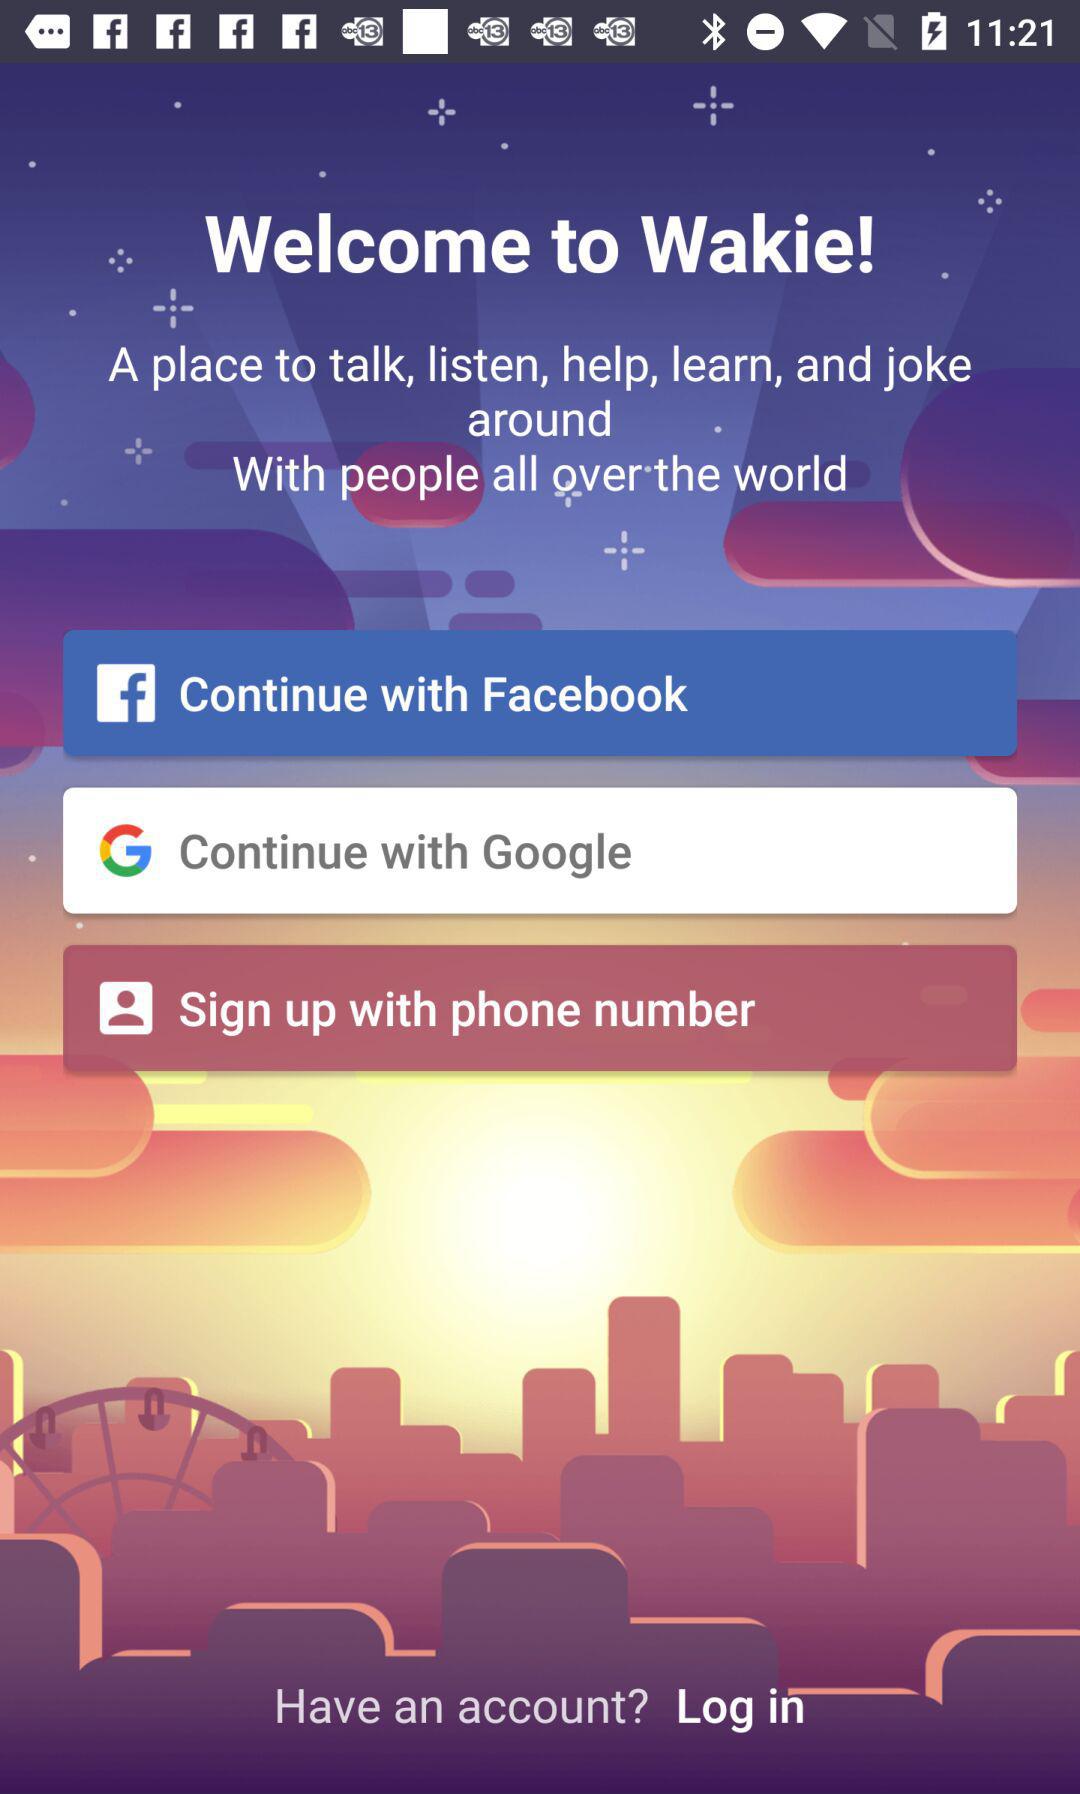 11:21
Welcome to Wakie!
A place to talk, listen, help, learn, and joke
around
With people all over the world
Continue with Facebook
Continue with Google
Sign up with phone number
Have an account? Log in